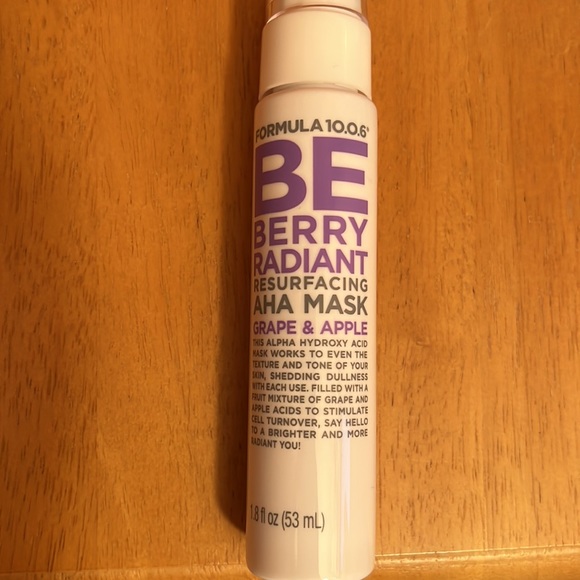 FORMULA 10.0.6®
BE
BERRY
RADIANT
RESURFACING
AHA MASK
GRAPE & APPLE
THIS ALPHA HYDROXY ACID
MASK WORKS TO EVEN THE
TEXTURE AND TONE OF YOUR
SKIN, SHEDDING DULLNESS
WITH EACH USE. FILLED WITH A
FRUIT MIXTURE OF GRAPE AND
APPLE ACIDS TO STIMULATE
CELL TURNOVER, SAY HELLO
TO A BRIGHTER AND MORE
RADIANT YOU!
1.8 fl oz (53 mL)